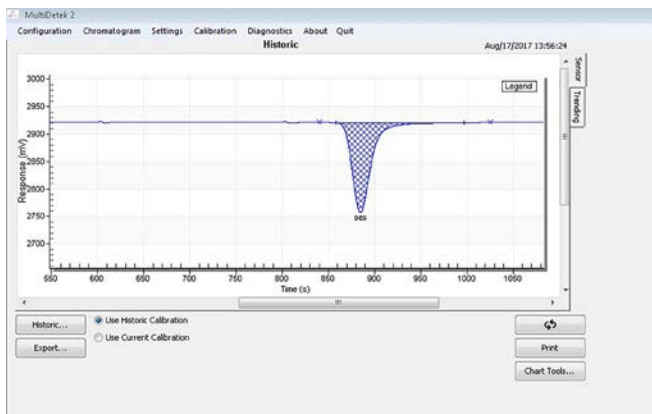 MultiDetek 2
Configuration Chromatogram Settings Calibration Diagnostics About Quit
Historic
Aug/17/2017 13:56:24
Sensor
Trending
Legend
Response (mV)
3000
2950
2900
2850
2800
2750
2700
550 600 650 700 750 800 850 900 950 1000 1050
Time (s)
Historic...
Use Historic Calibration
Export...
Use Current Calibration
Print
Chart Tools...